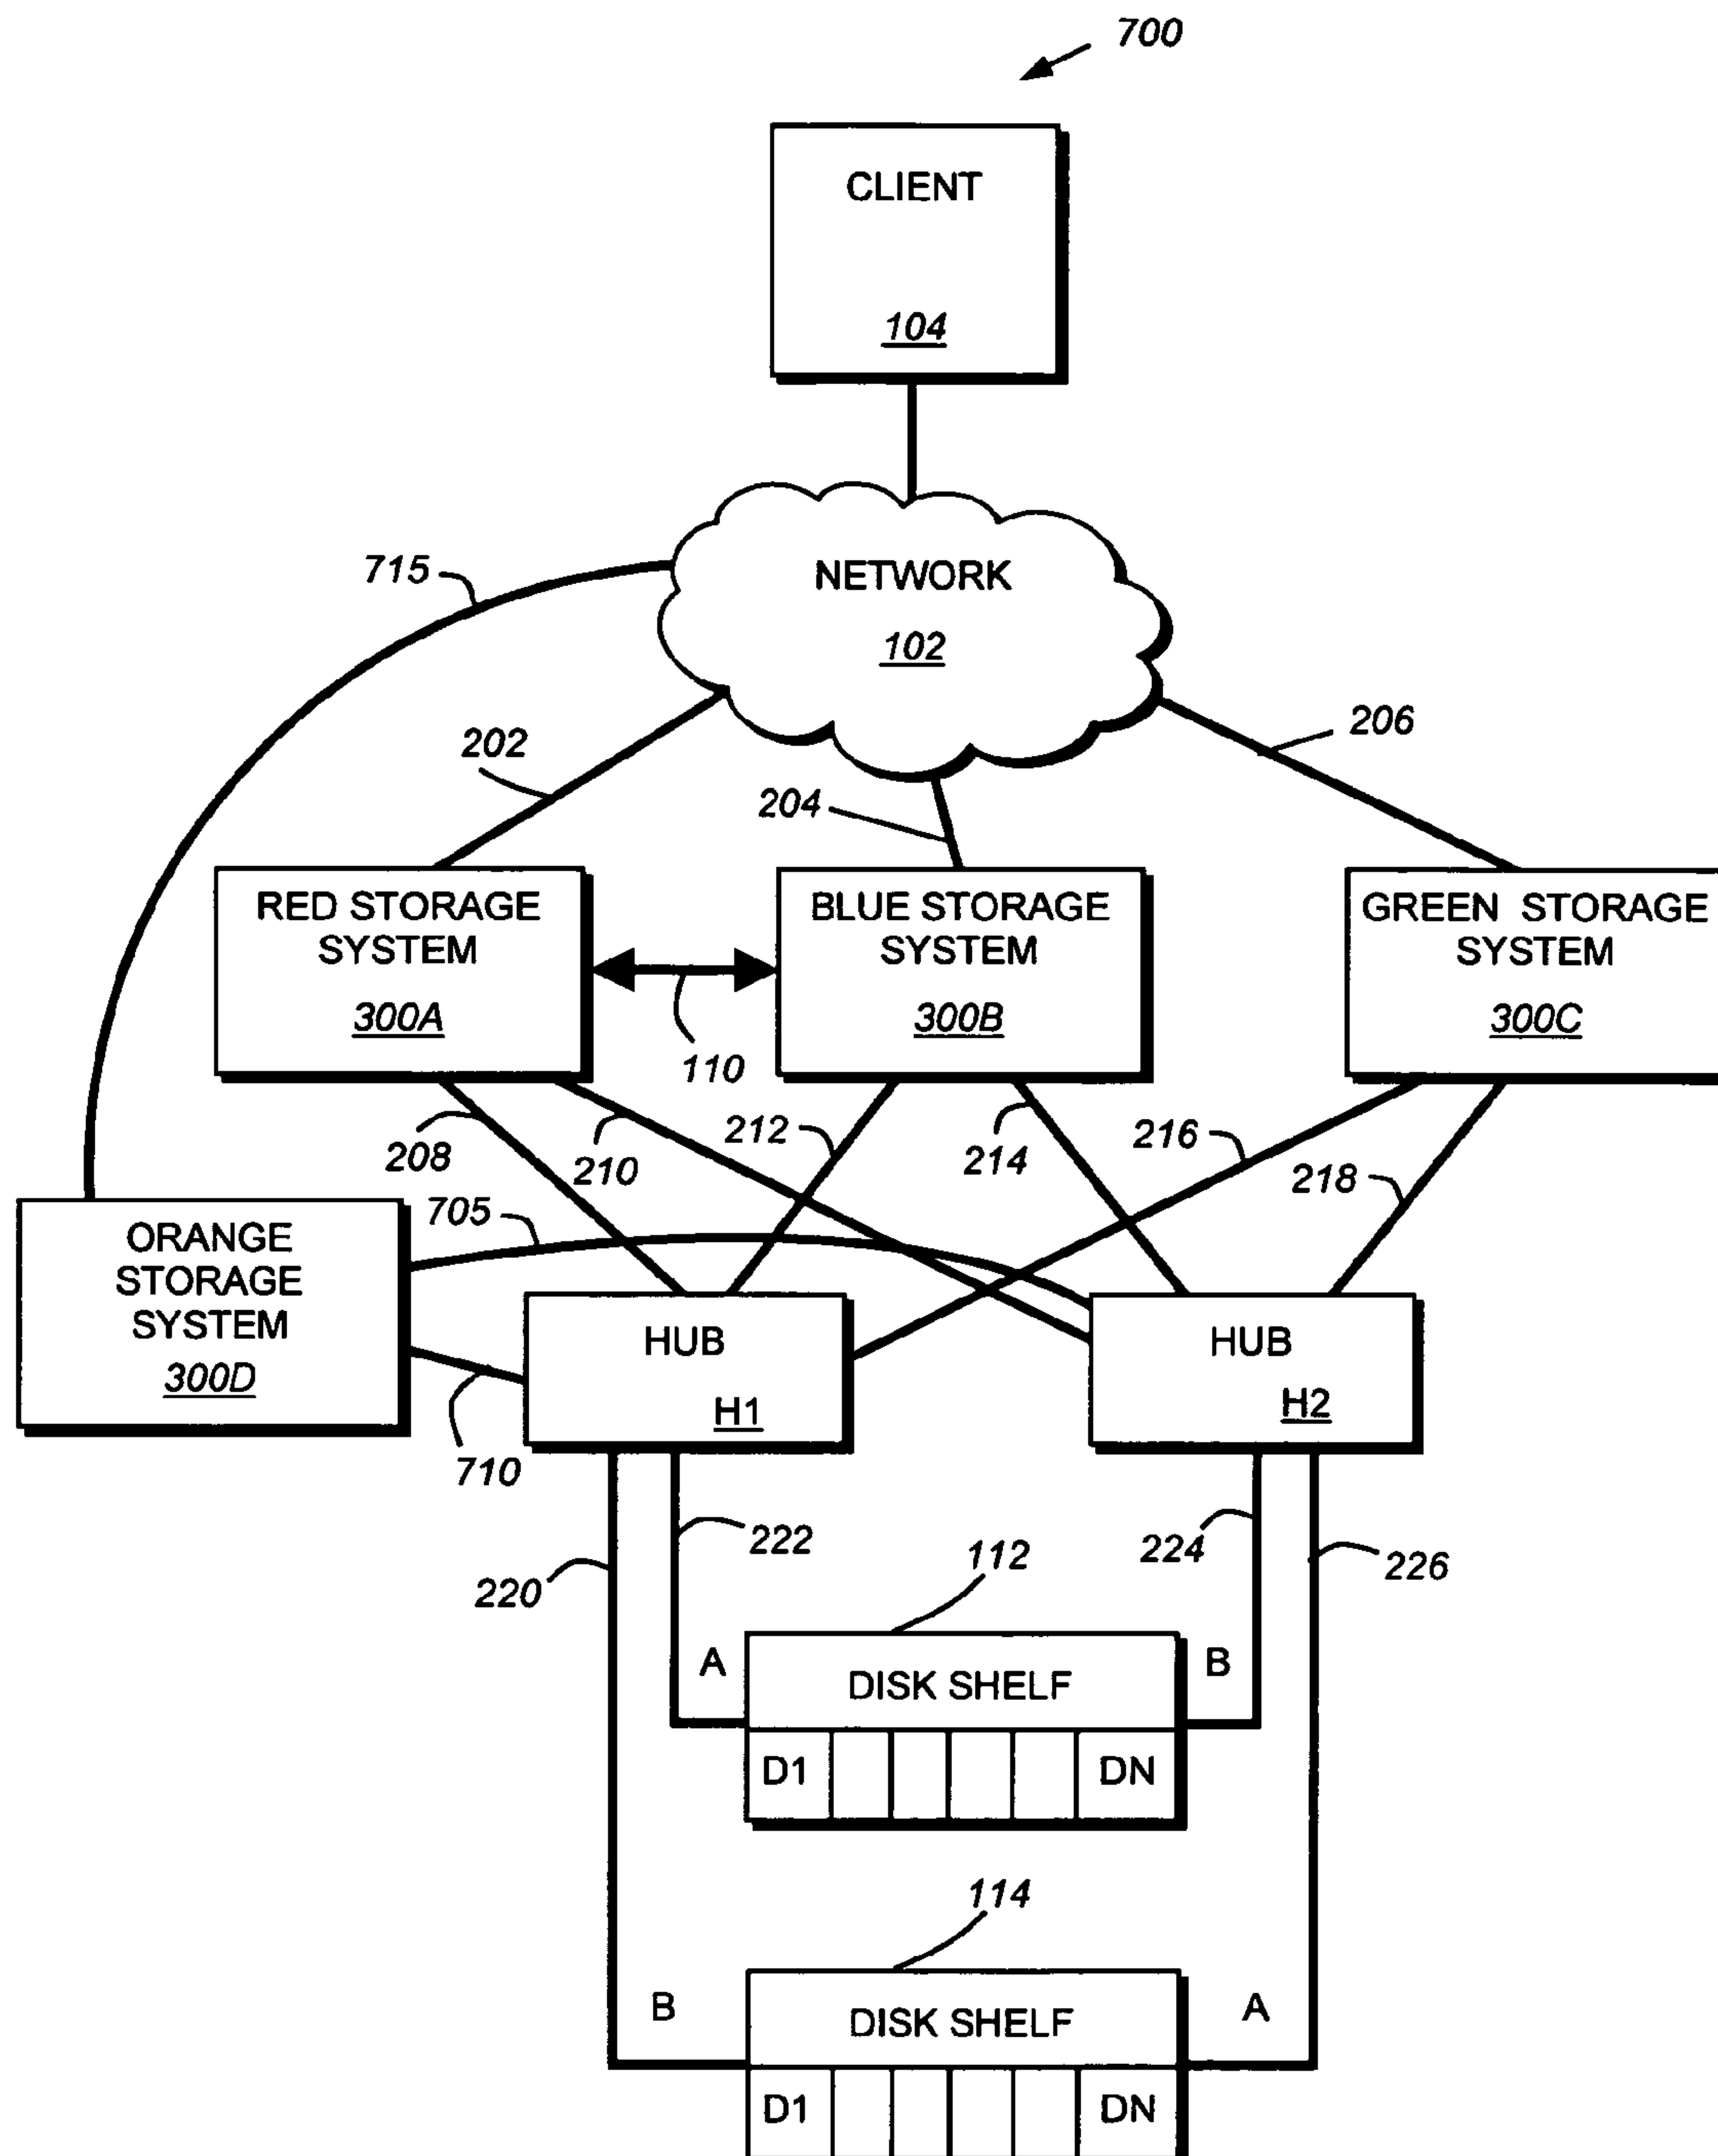 700
CLIENT
104
NETWORK
102
715
202
204
206
RED STORAGE
SYSTEM
300A
BLUE STORAGE
SYSTEM
300B
GREEN STORAGE
SYSTEM
300C
110
208
210
212
214
216
218
705
ORANGE
STORAGE
SYSTEM
300D
HUB
H1
HUB
H2
710
220
222
224
226
112
A
DISK SHELF
B
D1
DN
114
B
DISK SHELF
A
D1
DN